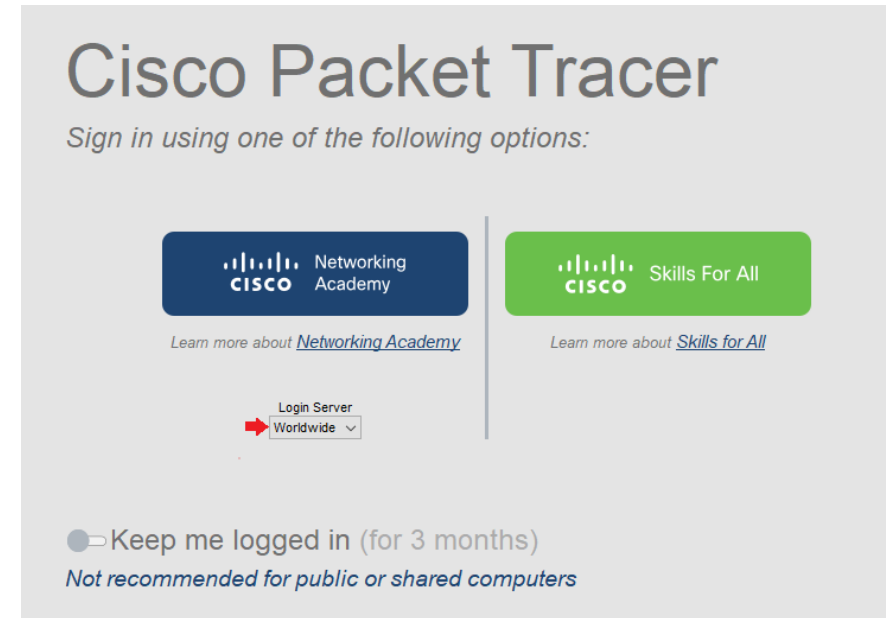 Cisco Packet Tracer
Sign in using one of the following options:
CISCO Networking
Academy
CISCO Skills For All
Learn more about Networking Academy
Learn more about Skills for All
Login Server
Worldwide
Keep me logged in (for 3 months)
Not recommended for public or shared computers